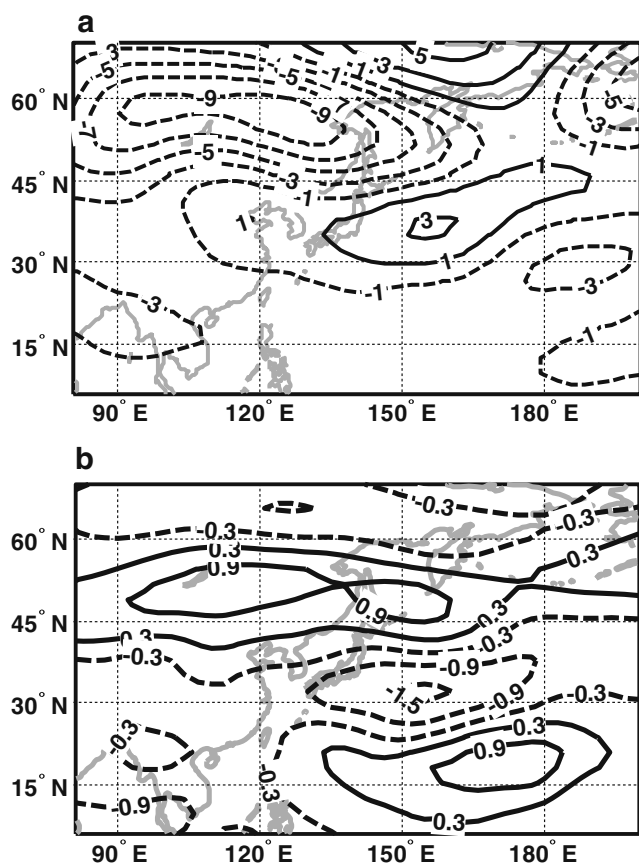 a
-3 -3 5
-5 -5 -1 1 -3
60° N -9 -9 -7 -5
-7 -3
-5 -1
45° N -3 1
-1
1 3
30° N 1 -3
-1
-3
15° N -1
90° E 120° E 150° E 180° E
b
-0.3
-0.3 -0.3
60° N 0.3 0.3
0.9
45° N 0.9 0.3
0.3 -0.3
-0.3 -0.9
30° N -1.5 -0.9 -0.3
-0.3 0.3
0.9
15° N -0.3
-0.9 0.3
90° E 120° E 150° E 180° E